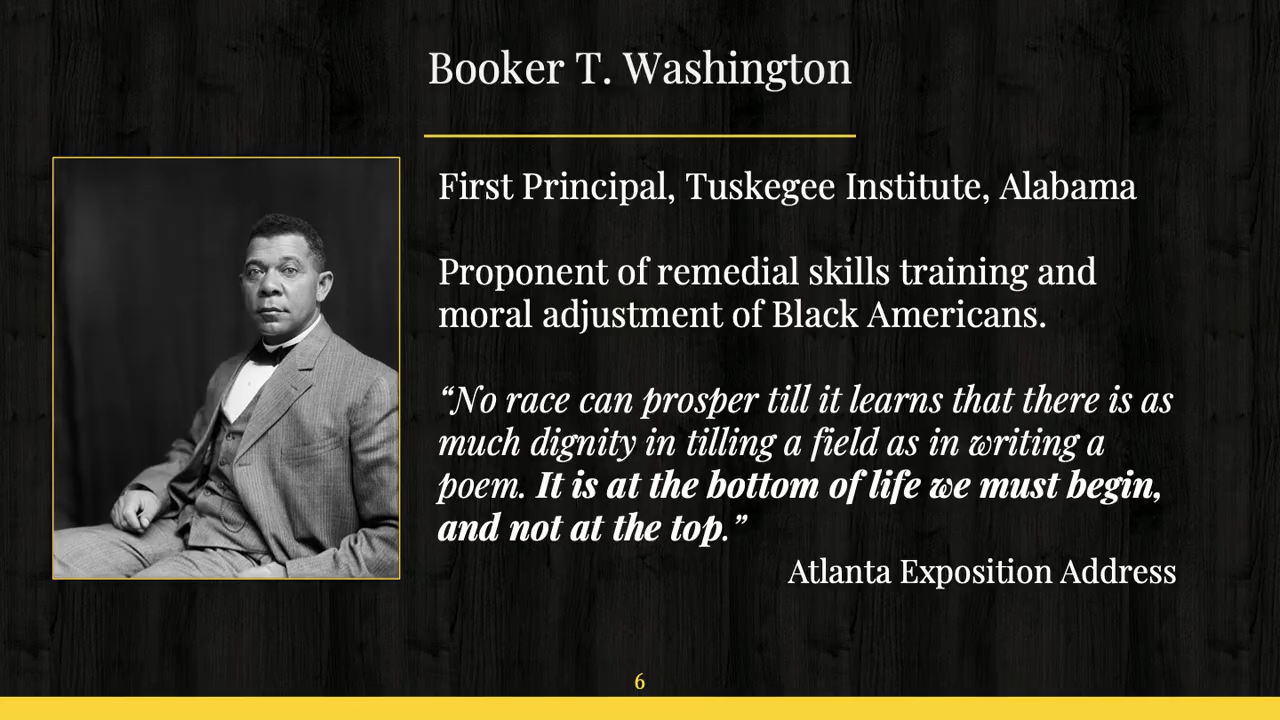 Booker T. Washington
First Principal, Tuskegee Institute, Alabama
Proponent of remedial skills training and
moral adjustment of Black Americans.
“No race can prosper till it learns that there is as
much dignity in tilling a field as in writing a
poem. It is at the bottom of life we must begin,
and not at the top.”
Atlanta Exposition Address
6